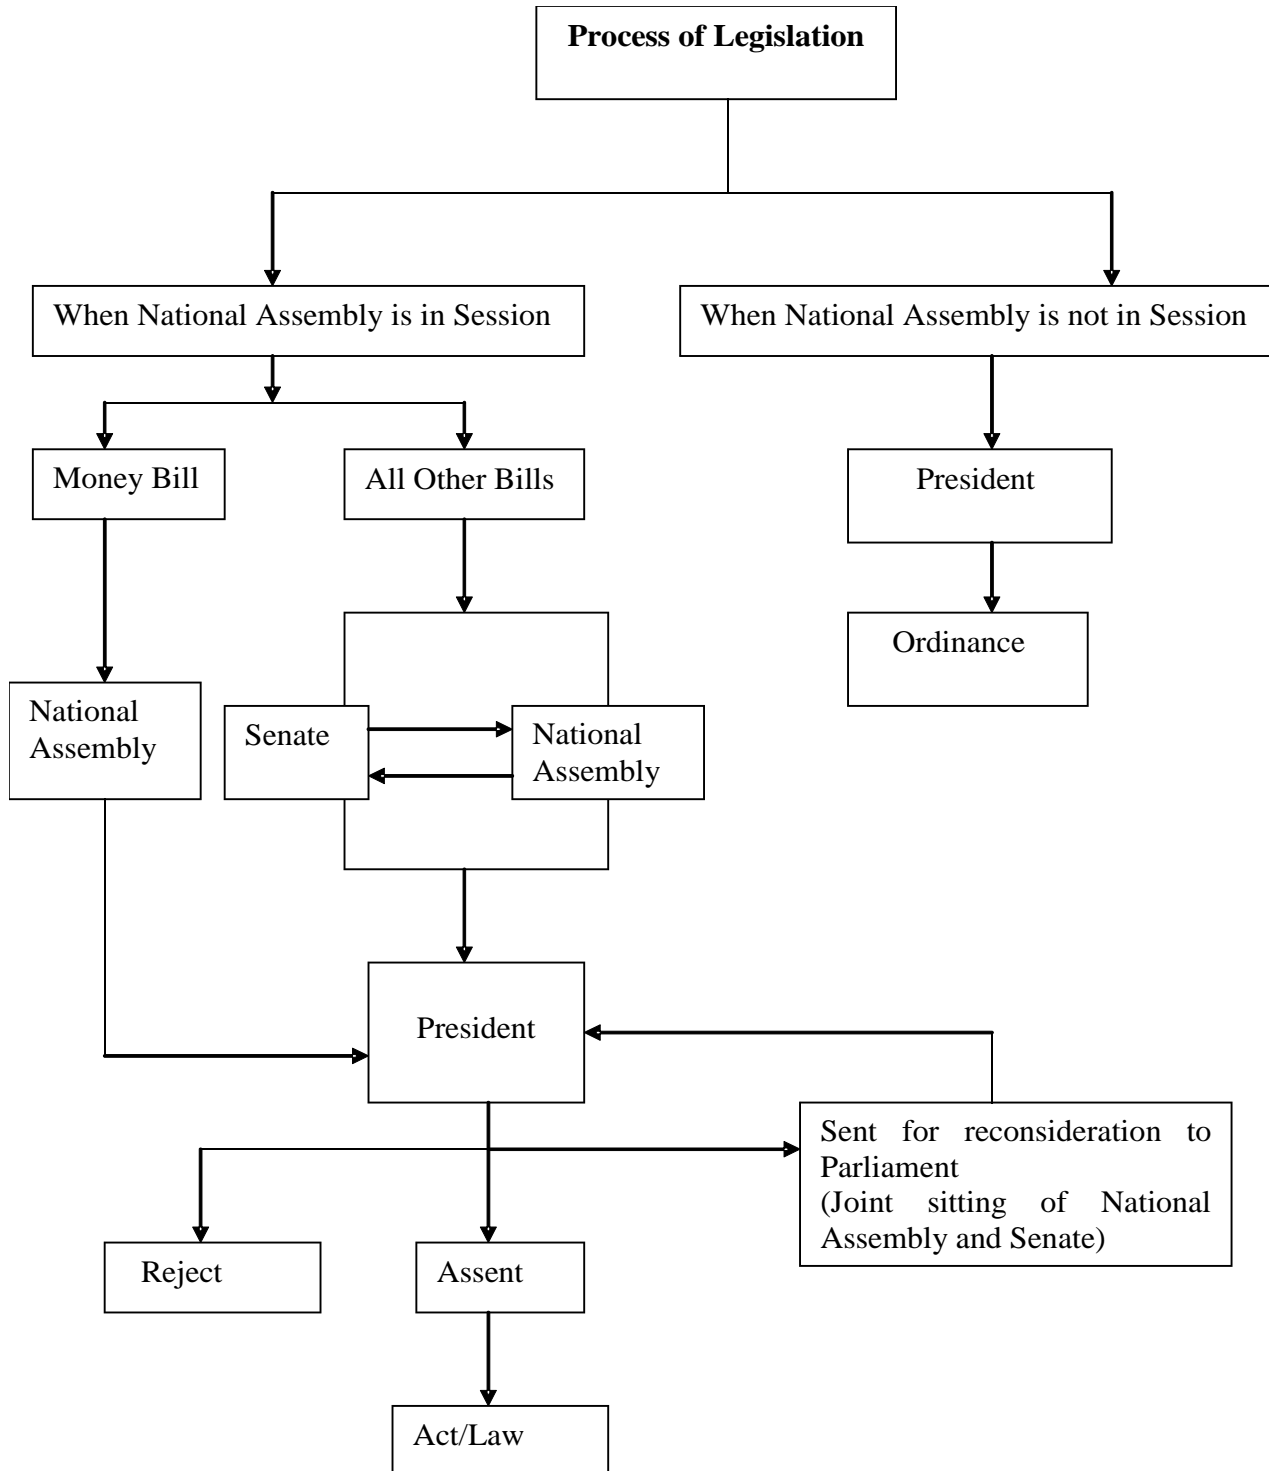 Process of Legislation
When National Assembly is in Session
When National Assembly is not in Session
Money Bill
All Other Bills
President
Ordinance
National
Assembly
Senate
National
Assembly
President
Sent for reconsideration to
Parliament
(Joint sitting of National
Assembly and Senate)
Reject
Assent
Act/Law